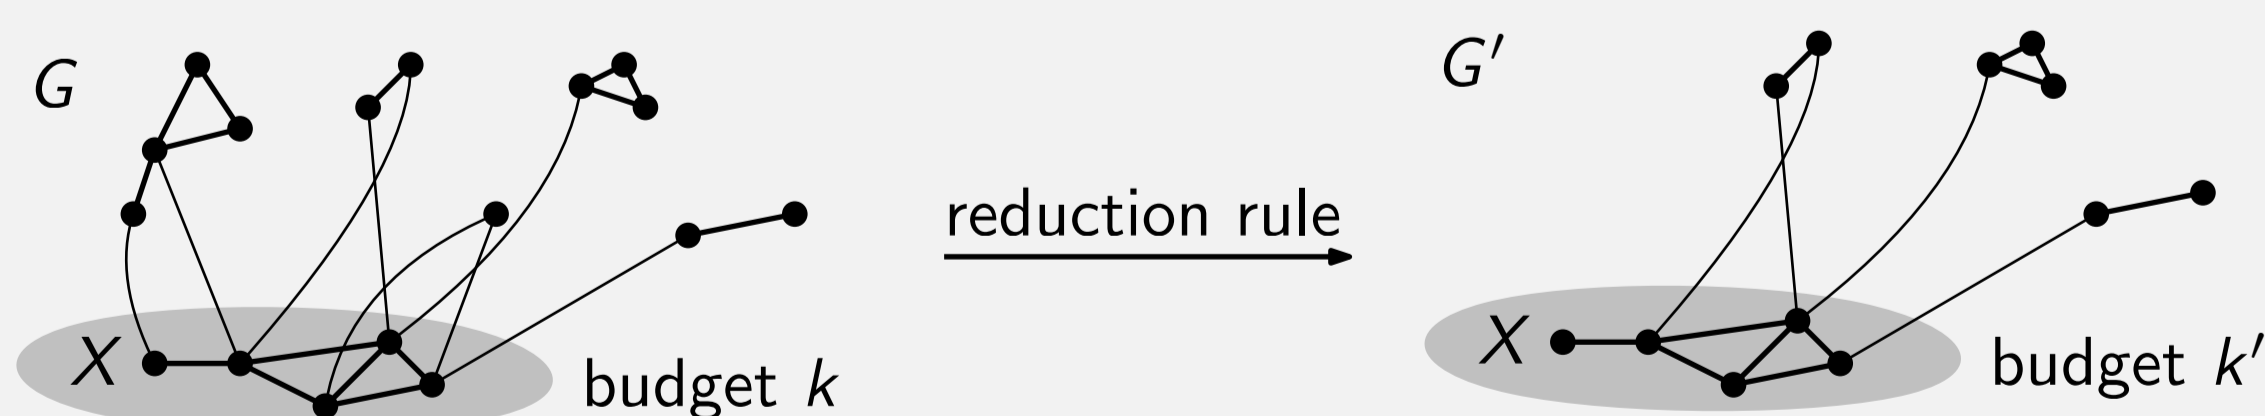 G
X
budget k
reduction rule
G′
X
budget k′